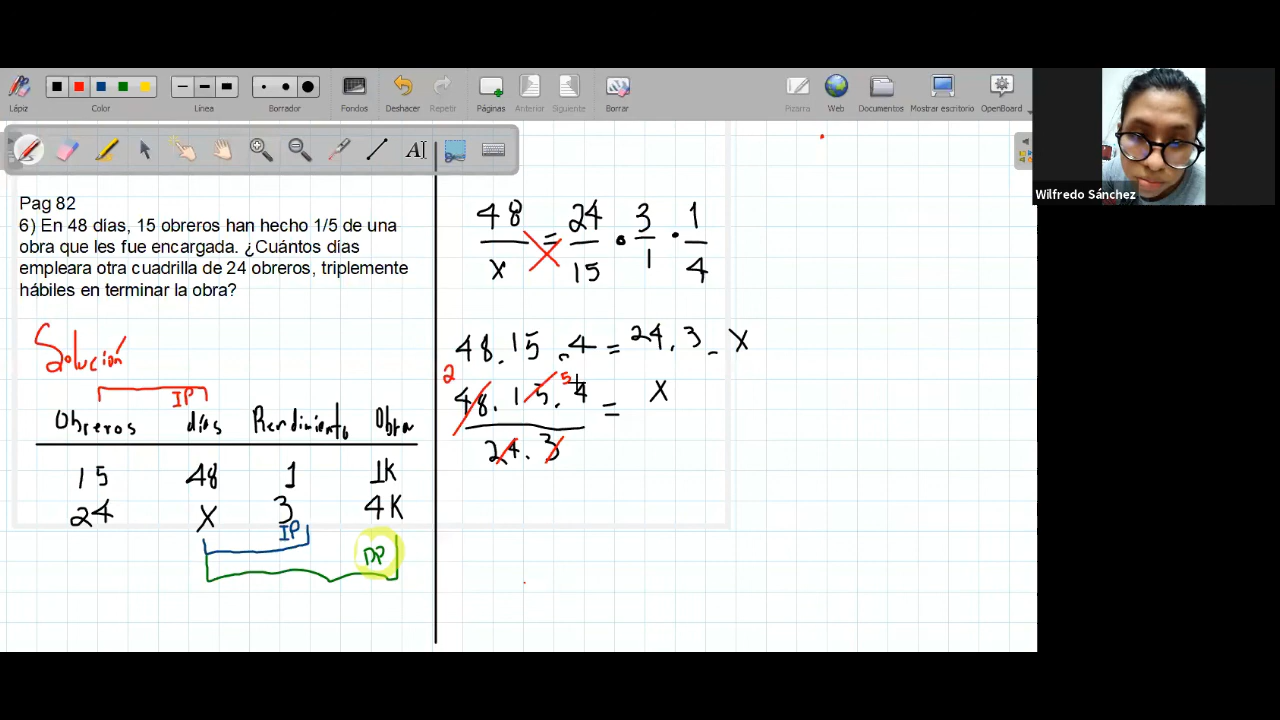 Lápiz Color Línea Borrador Fondos Deshacer Repetir Páginas Anterior Siguiente Borrar Pizarra Web Documentos Mostrar escritorio OpenBoard
AI
Wilfredo Sánchez
Pag 82
6) En 48 días, 15 obreros han hecho 1/5 de una
obra que les fue encargada. ¿Cuántos días
empleara otra cuadrilla de 24 obreros, triplemente
hábiles en terminar la obra?
Solución
IP
Obreros días Rendimiento Obra
15 48 1 1K
24 X 3 4K
IP
DP
48/x = 24/15 . 3/1 . 1/4
48 . 15 . 4 = 24 . 3 . X
2 5
48 . 15 . 4 = X
24 . 3